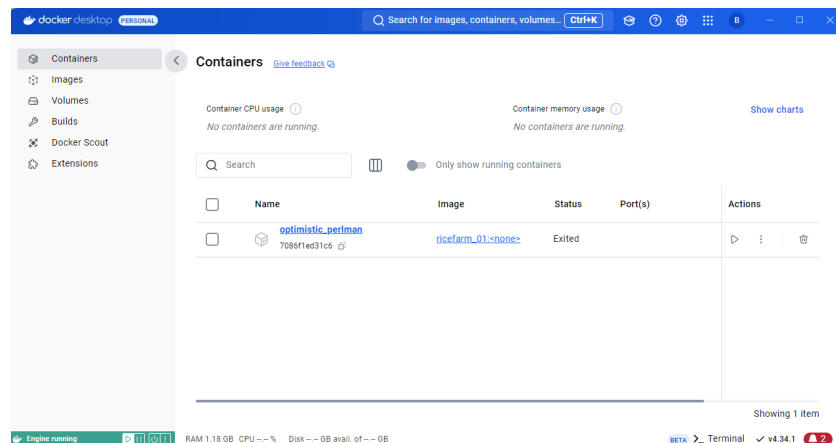 docker desktop PERSONAL
Search for images, containers, volumes... Ctrl+K
B
Containers
Images
Volumes
Builds
Docker Scout
Extensions
Containers Give feedback
Container CPU usage
No containers are running.
Container memory usage
No containers are running.
Show charts
Search
Only show running containers
Name Image Status Port(s) Actions
optimistic_perlman
7086f1ed31c6
ricefarm_01:<none> Exited
Showing 1 item
Engine running
RAM 1.18 GB CPU --.-- % Disk --.-- GB avail. of --.-- GB
BETA >_ Terminal v4.34.1 2